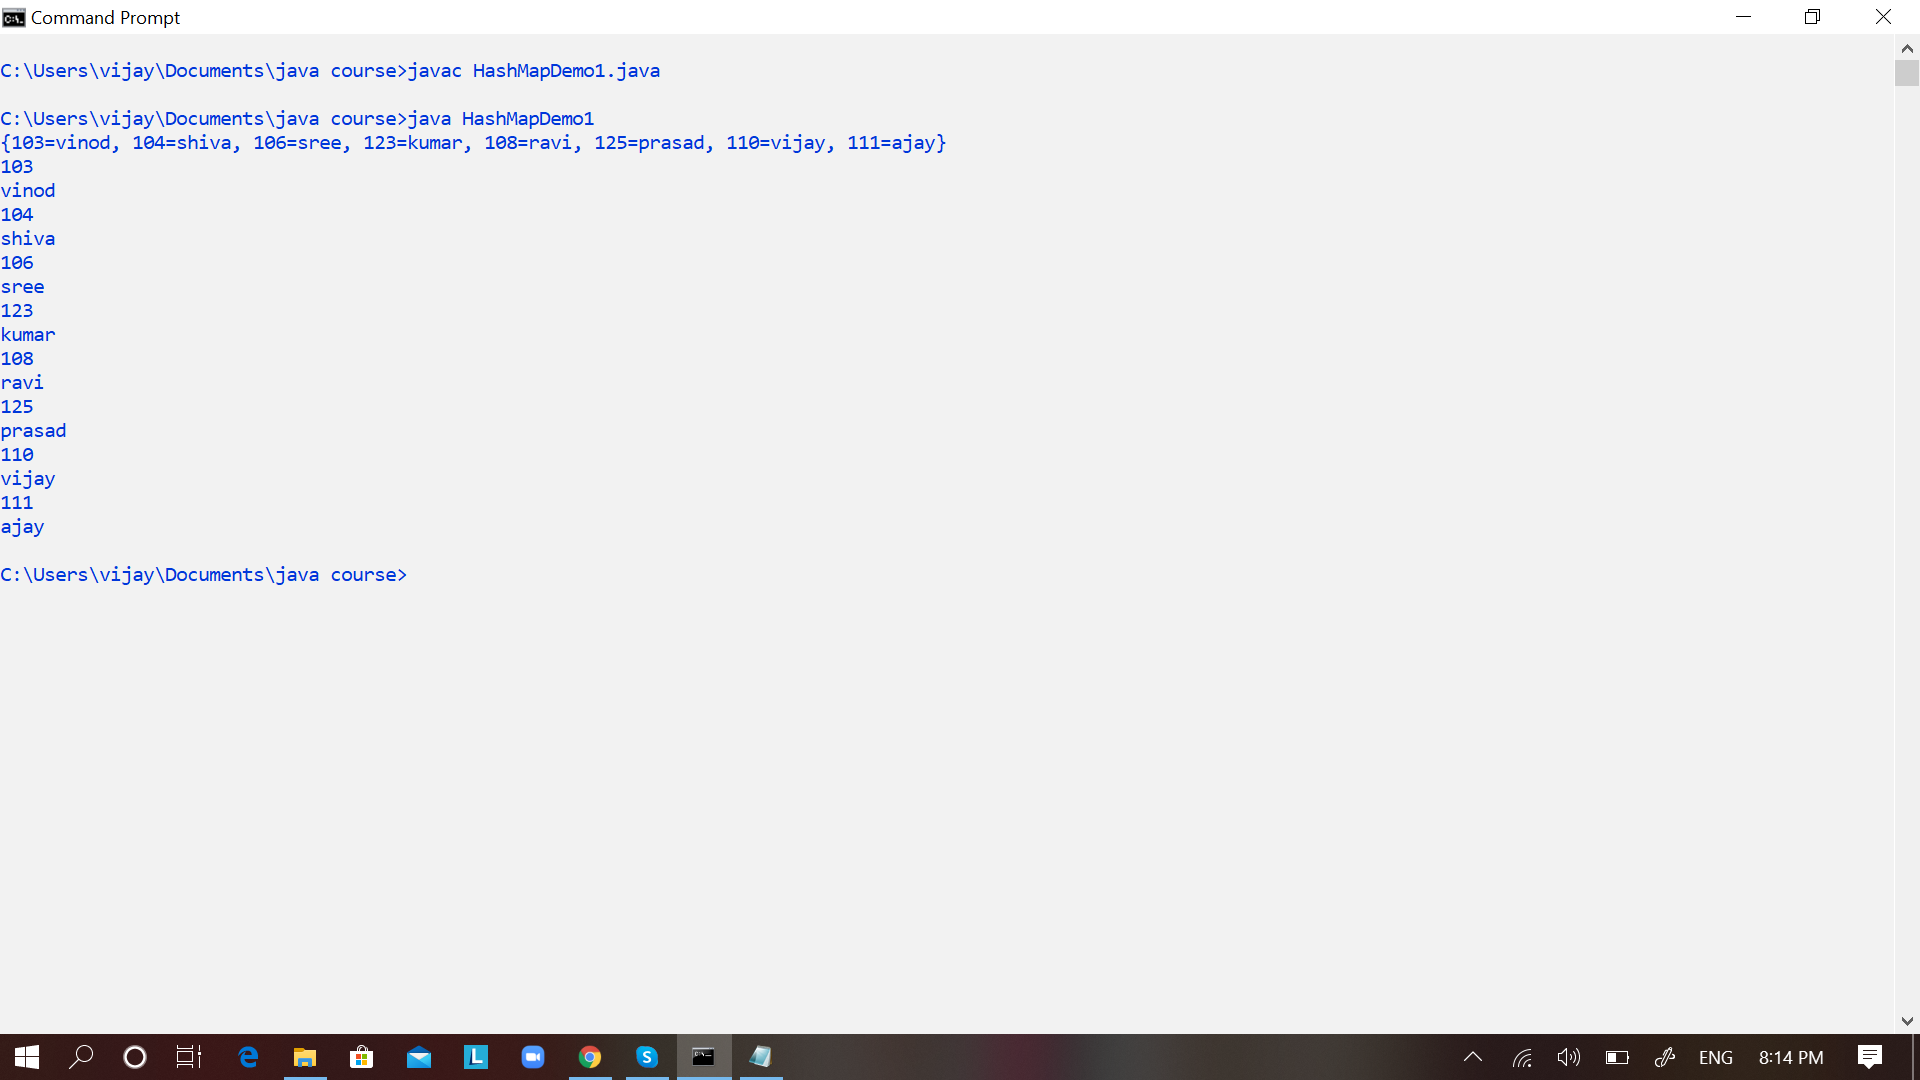 Command Prompt
C:\Users\vijay\Documents\java course>javac HashMapDemo1.java
C:\Users\vijay\Documents\java course>java HashMapDemo1
{103=vinod, 104=shiva, 106=sree, 123=kumar, 108=ravi, 125=prasad, 110=vijay, 111=ajay}
103
vinod
104
shiva
106
sree
123
kumar
108
ravi
125
prasad
110
vijay
111
ajay
C:\Users\vijay\Documents\java course>
L
S
ENG
8:14 PM